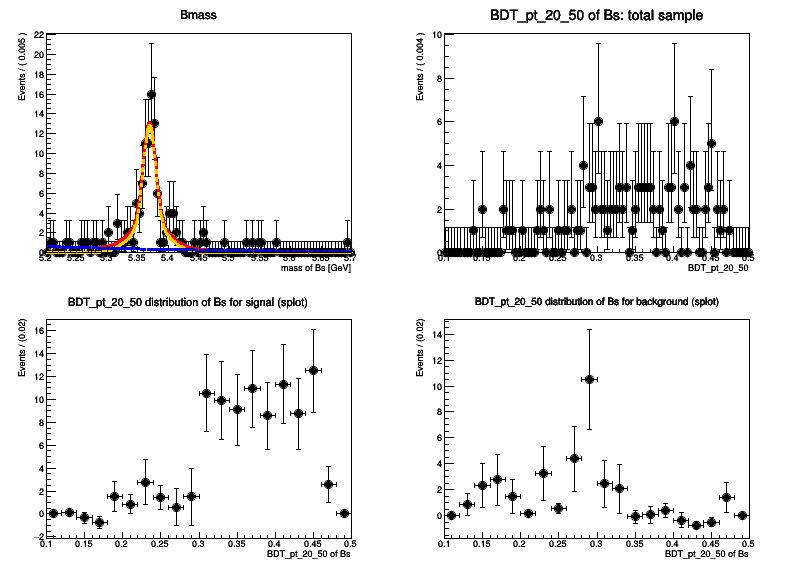 Bmass
Events / ( 0.005 )
22
20
18
16
14
12
10
8
6
4
2
0
5.2 5.25 5.3 5.35 5.4 5.45 5.5 5.55 5.6 5.65 5.7
mass of Bs [GeV]
BDT_pt_20_50 of Bs: total sample
Events / ( 0.004 )
10
8
6
4
2
0
0.1 0.15 0.2 0.25 0.3 0.35 0.4 0.45 0.5
BDT_pt_20_50
BDT_pt_20_50 distribution of Bs for signal (splot)
Events / (0.02)
16
14
12
10
8
6
4
2
0
−2
0.1 0.15 0.2 0.25 0.3 0.35 0.4 0.45 0.5
BDT_pt_20_50 of Bs
BDT_pt_20_50 distribution of Bs for background (splot)
Events / (0.02)
14
12
10
8
6
4
2
0
0.1 0.15 0.2 0.25 0.3 0.35 0.4 0.45 0.5
BDT_pt_20_50 of Bs